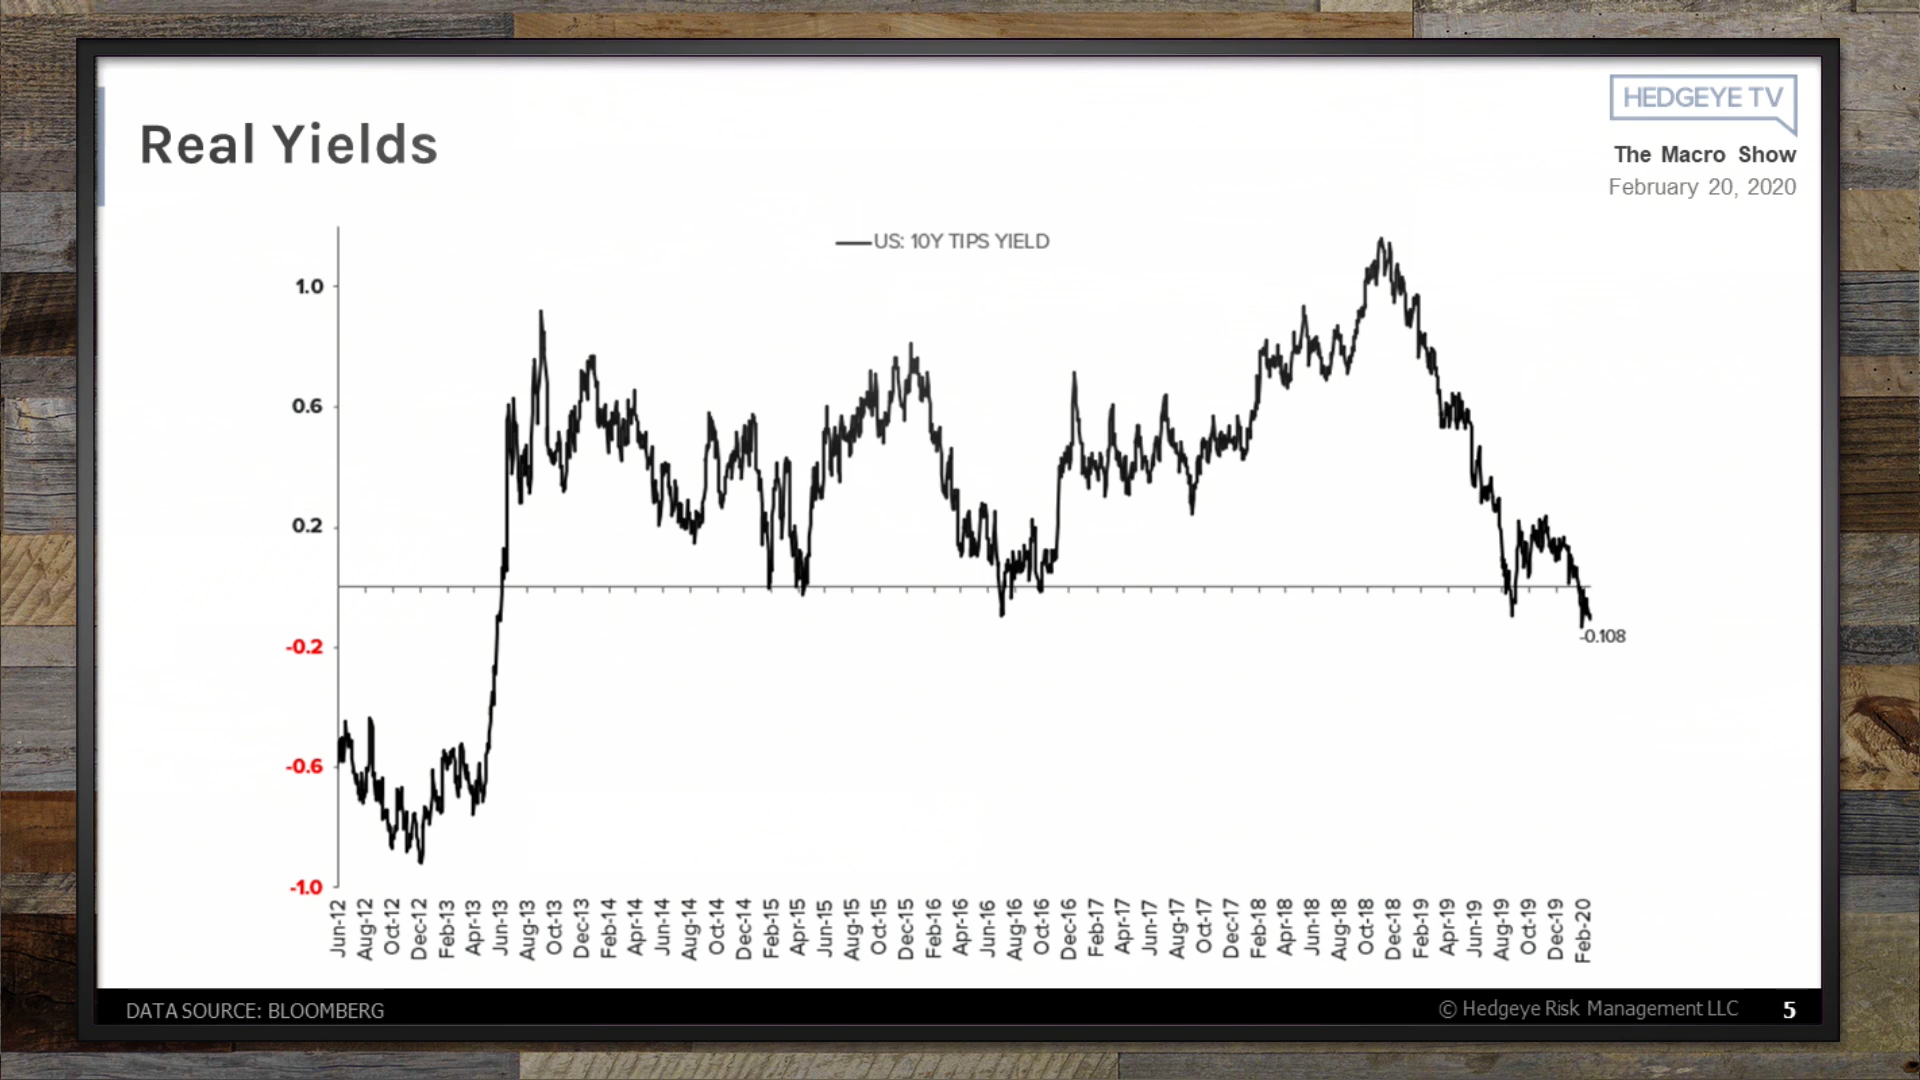 HEDGEYE TV
Real Yields
The Macro Show
February 20, 2020
US: 10Y TIPS YIELD
1.0
0.6
0.2
-0.2
-0.6
-1.0
-0.108
Jun-12
Aug-12
Oct-12
Dec-12
Feb-13
Apr-13
Jun-13
Aug-13
Oct-13
Dec-13
Feb-14
Apr-14
Jun-14
Aug-14
Oct-14
Dec-14
Feb-15
Apr-15
Jun-15
Aug-15
Oct-15
Dec-15
Feb-16
Apr-16
Jun-16
Aug-16
Oct-16
Dec-16
Feb-17
Apr-17
Jun-17
Aug-17
Oct-17
Dec-17
Feb-18
Apr-18
Jun-18
Aug-18
Oct-18
Dec-18
Feb-19
Apr-19
Jun-19
Aug-19
Oct-19
Dec-19
Feb-20
DATA SOURCE: BLOOMBERG
© Hedgeye Risk Management LLC
5